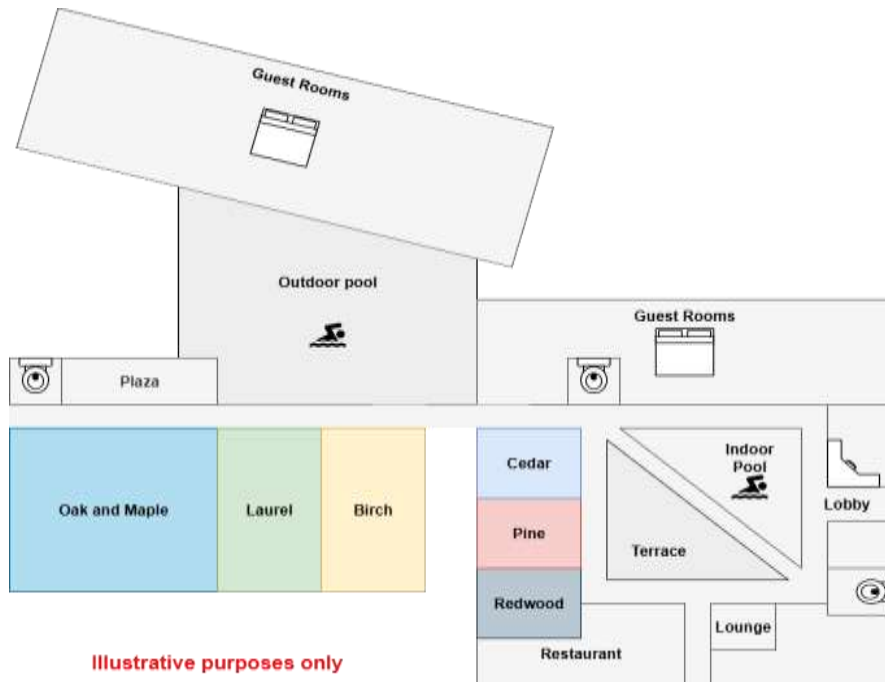 Guest Rooms
Outdoor pool
Guest Rooms
Plaza
Oak and Maple
Laurel
Birch
Cedar
Pine
Redwood
Indoor
Pool
Terrace
Lobby
Lounge
Restaurant
Illustrative purposes only